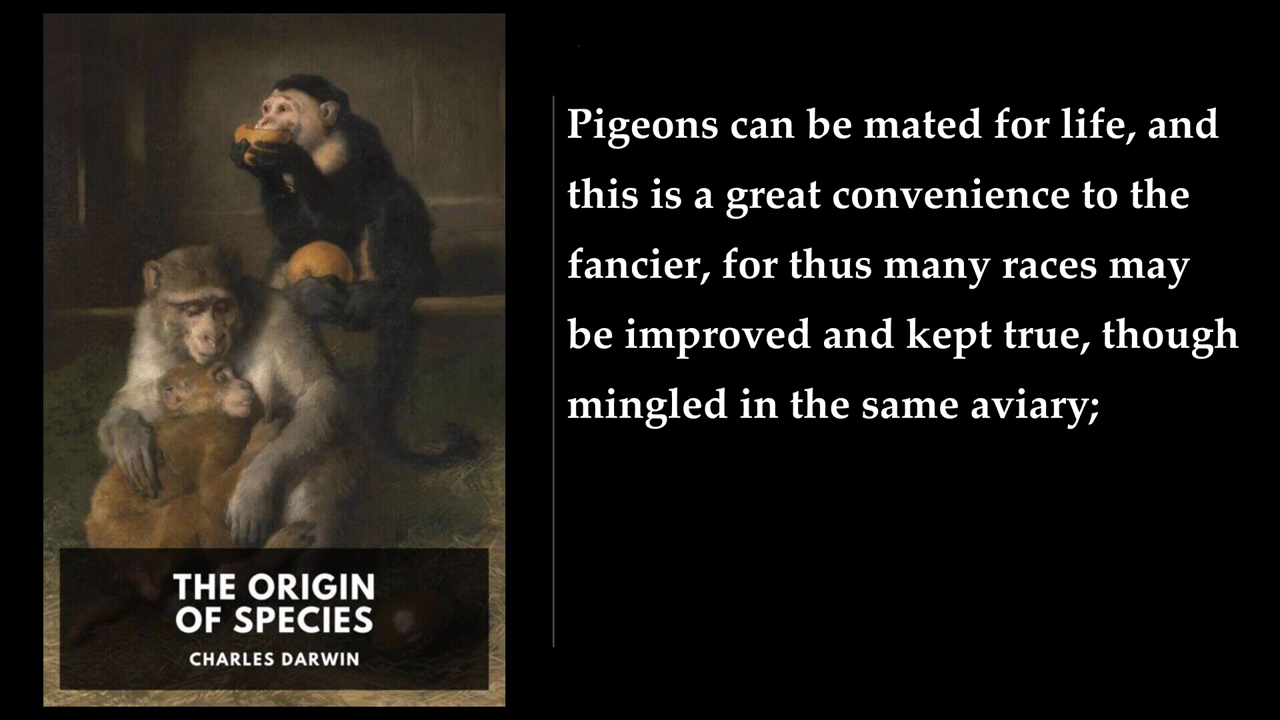 Pigeons can be mated for life, and
this is a great convenience to the
fancier, for thus many races may
be improved and kept true, though
mingled in the same aviary;
THE ORIGIN
OF SPECIES
CHARLES DARWIN